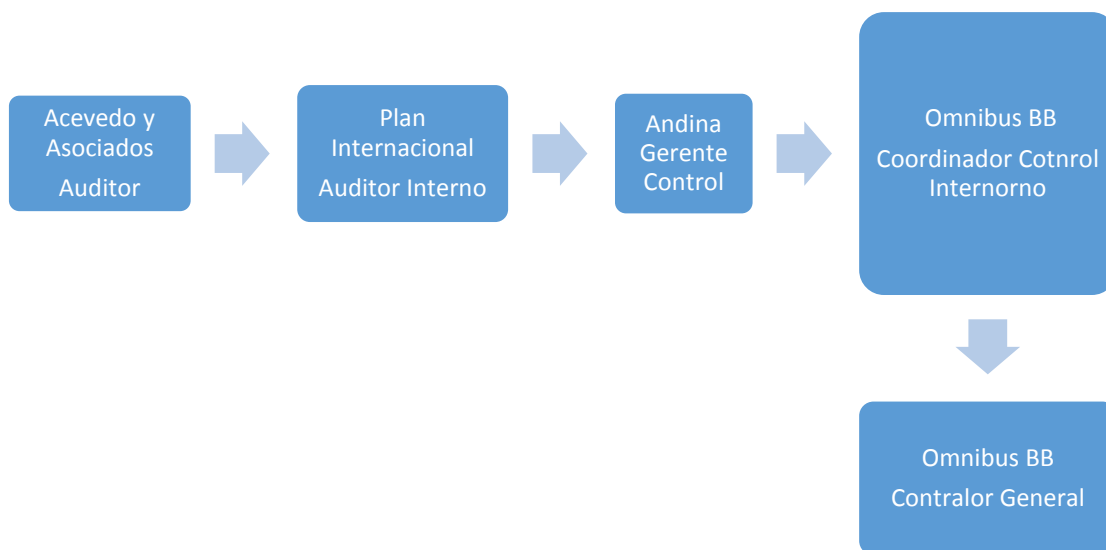 Acevedo y
Asociados
Auditor
Plan
Internacional
Auditor Interno
Andina
Gerente
Control
Omnibus BB
Coordinador Cotnrol
Internorno
Omnibus BB
Contralor General